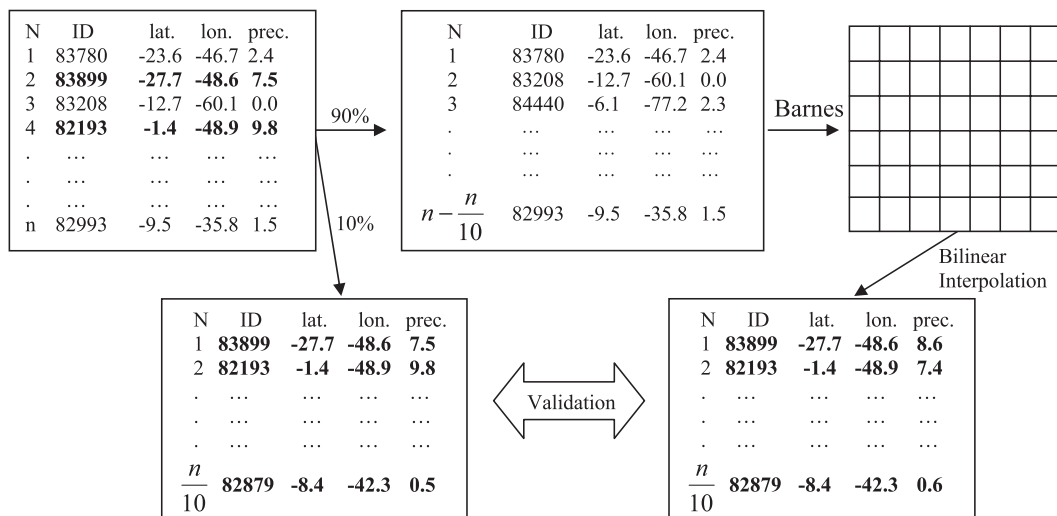 N ID lat. lon. prec.
1 83780 -23.6 -46.7 2.4
2 83899 -27.7 -48.6 7.5
3 83208 -12.7 -60.1 0.0
4 82193 -1.4 -48.9 9.8
. ... ... ... ...
. ... ... ... ...
. ... ... ... ...
n 82993 -9.5 -35.8 1.5
90%
10%
N ID lat. lon. prec.
1 83780 -23.6 -46.7 2.4
2 83208 -12.7 -60.1 0.0
3 84440 -6.1 -77.2 2.3
. ... ... ... ...
. ... ... ... ...
. ... ... ... ...
n − n/10 82993 -9.5 -35.8 1.5
Barnes
Bilinear
Interpolation
N ID lat. lon. prec.
1 83899 -27.7 -48.6 7.5
2 82193 -1.4 -48.9 9.8
. ... ... ... ...
. ... ... ... ...
. ... ... ... ...
n/10 82879 -8.4 -42.3 0.5
Validation
N ID lat. lon. prec.
1 83899 -27.7 -48.6 8.6
2 82193 -1.4 -48.9 7.4
. ... ... ... ...
. ... ... ... ...
. ... ... ... ...
n/10 82879 -8.4 -42.3 0.6